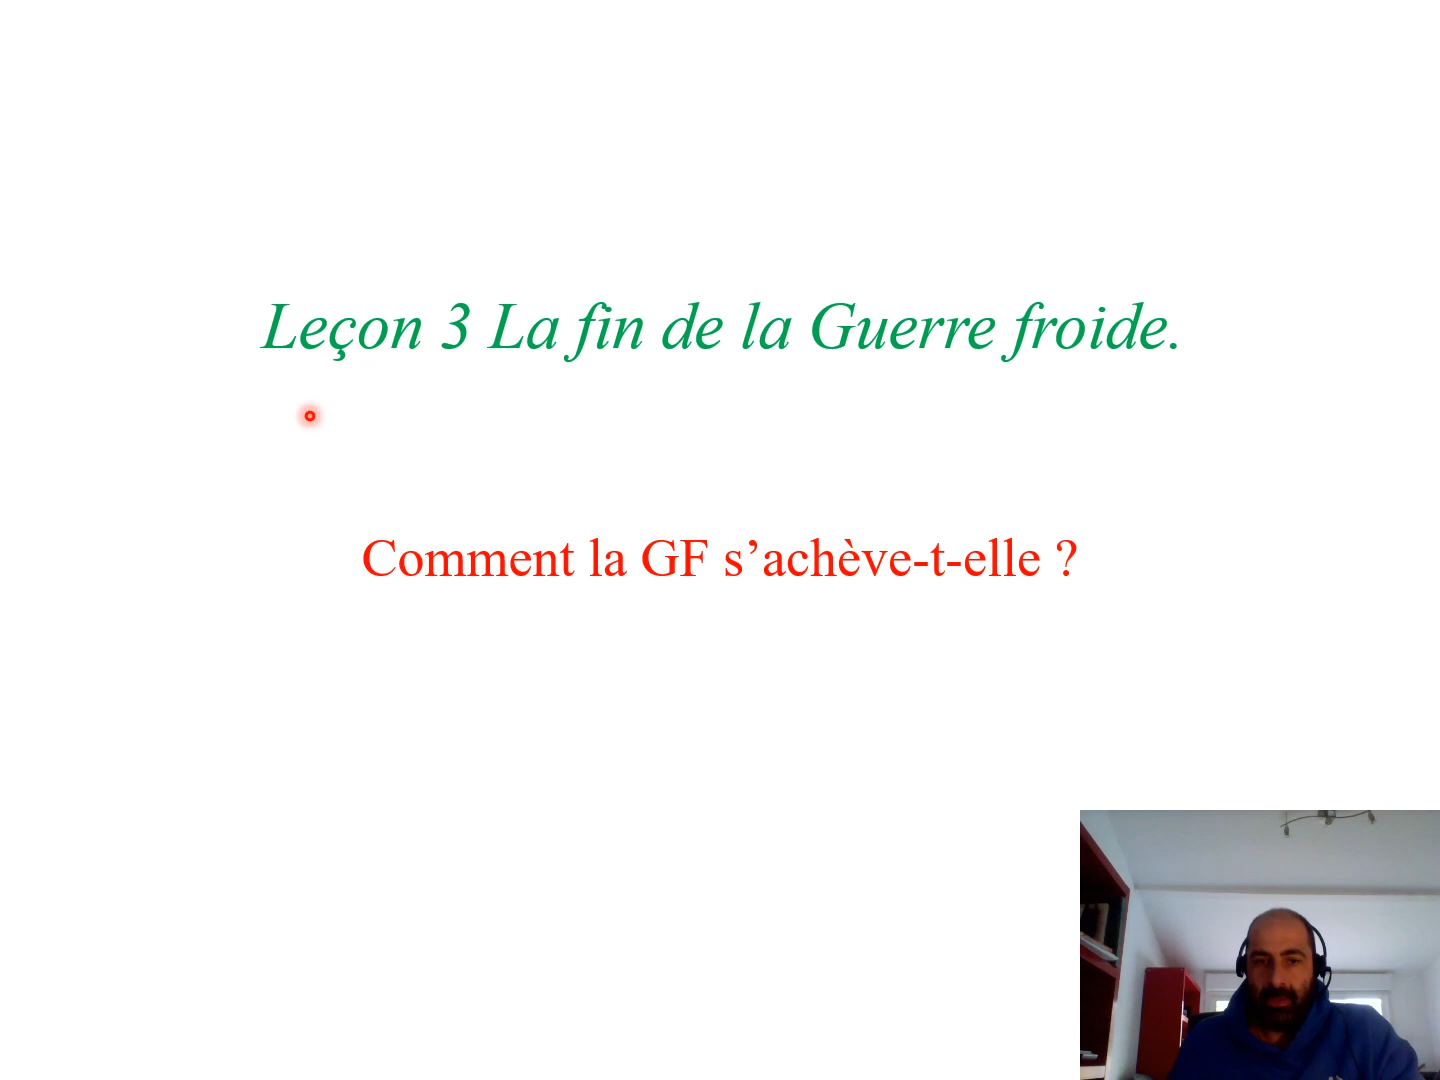 Leçon 3 La fin de la Guerre froide.
Comment la GF s’achève-t-elle ?